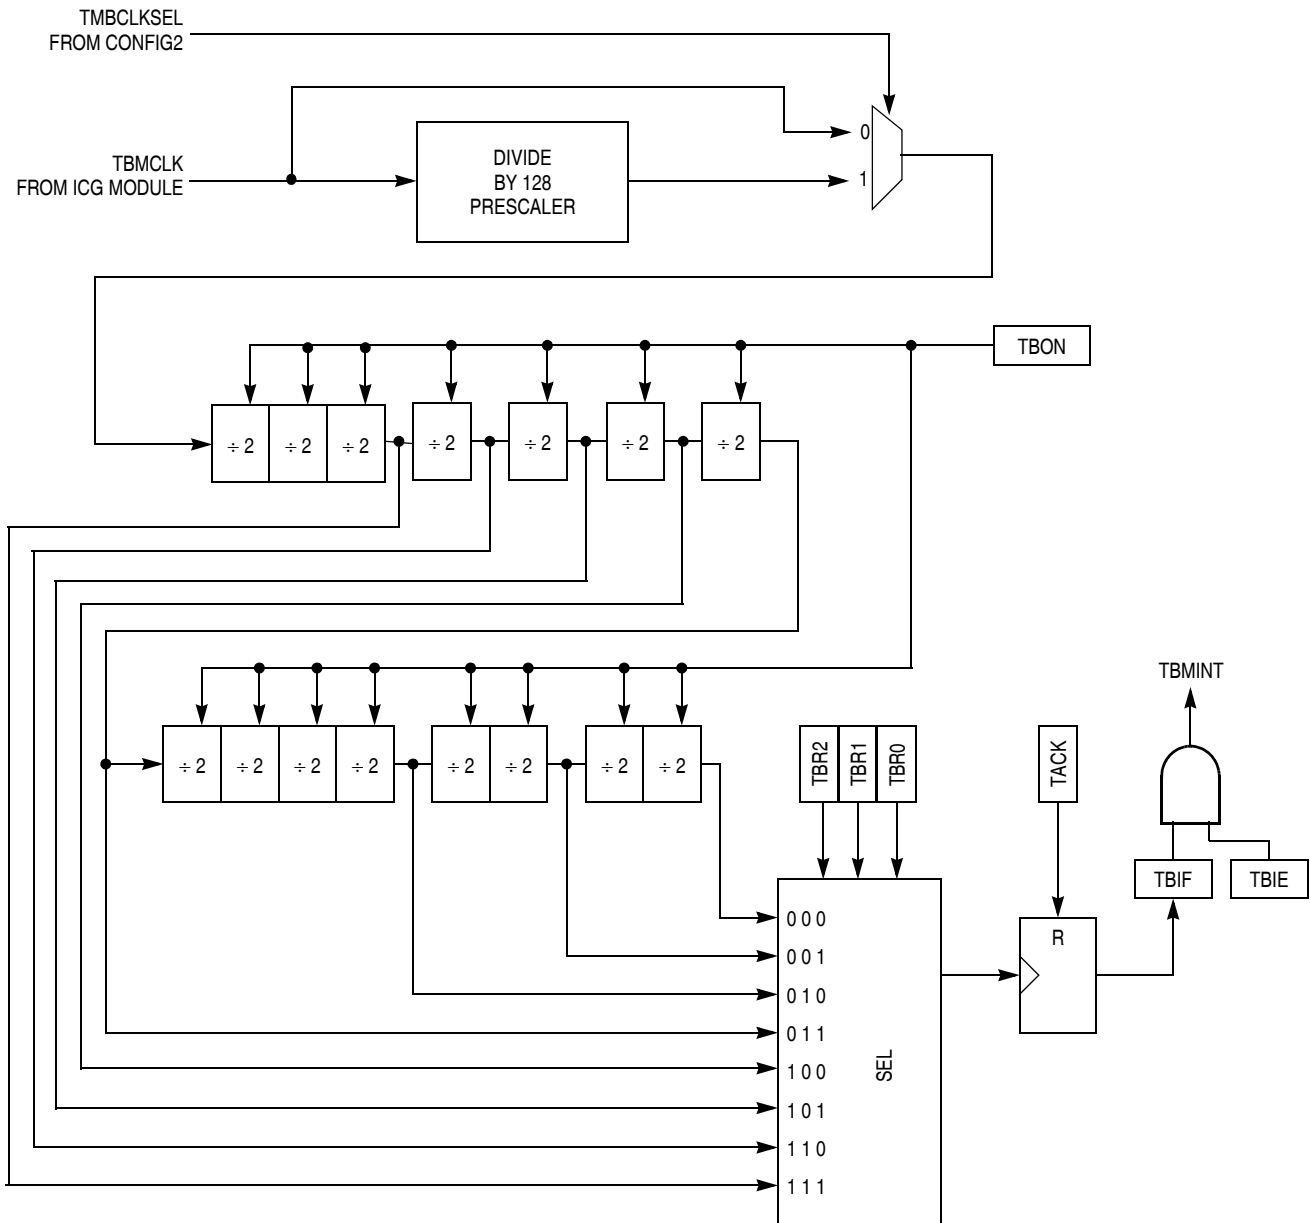 TMBCLKSEL
FROM CONFIG2
TBMCLK
FROM ICG MODULE
DIVIDE
BY 128
PRESCALER
0
1
TBON
÷ 2 ÷ 2 ÷ 2 ÷ 2 ÷ 2 ÷ 2 ÷ 2
÷ 2 ÷ 2 ÷ 2 ÷ 2 ÷ 2 ÷ 2 ÷ 2 ÷ 2
TBR2
TBR1
TBR0
TACK
TBMINT
TBIF
TBIE
0 0 0
0 0 1
0 1 0
0 1 1
1 0 0
1 0 1
1 1 0
1 1 1
SEL
R